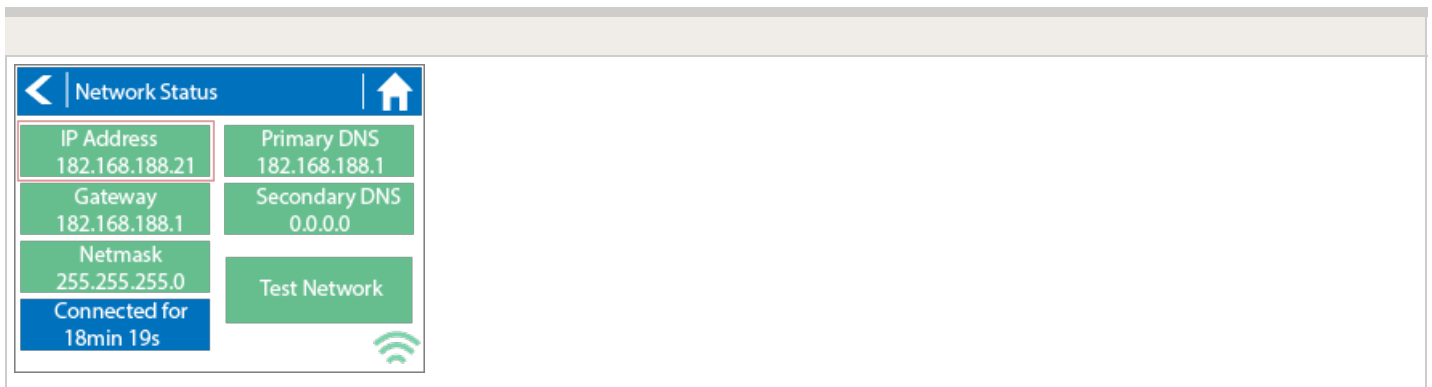 Network Status
IP Address
182.168.188.21
Primary DNS
182.168.188.1
Gateway
182.168.188.1
Secondary DNS
0.0.0.0
Netmask
255.255.255.0
Test Network
Connected for
18min 19s